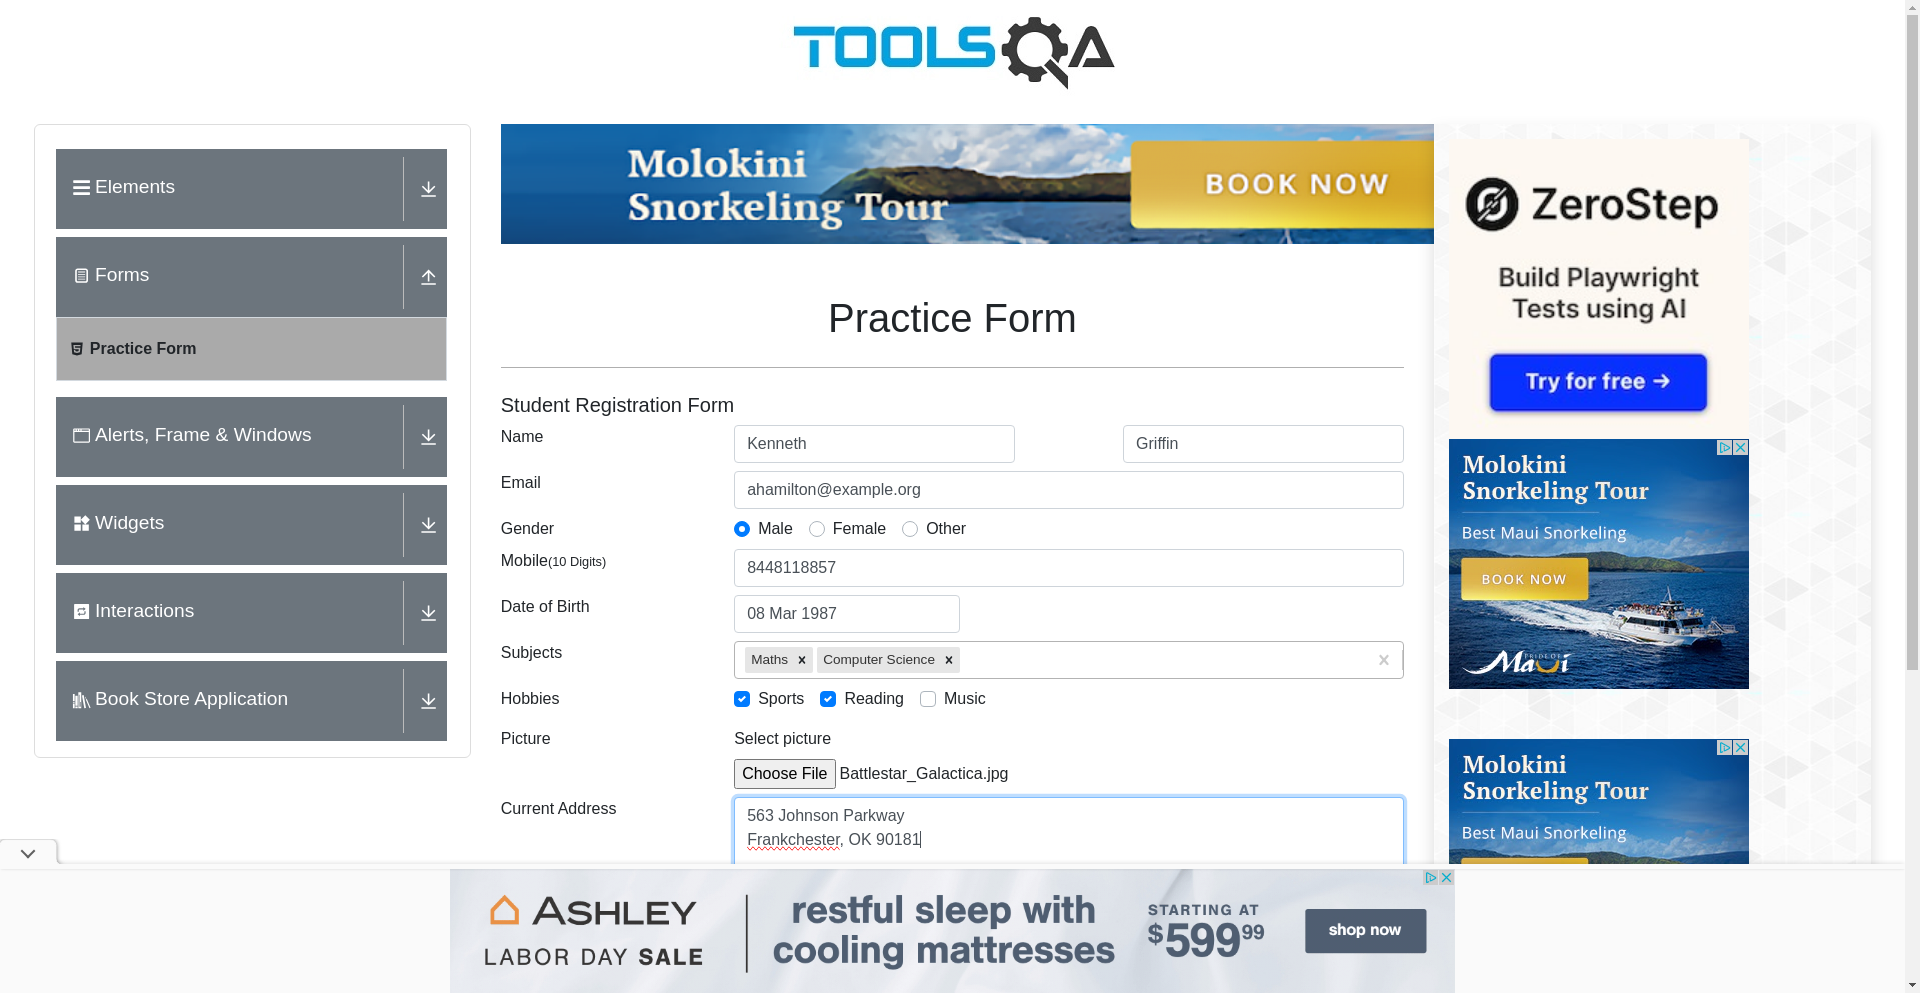 TOOLSQA
Elements
Forms
Practice Form
Alerts, Frame & Windows
Widgets
Interactions
Book Store Application
Molokini
Snorkeling Tour
BOOK NOW
Practice Form
Student Registration Form
Name
Kenneth
Griffin
Email
ahamilton@example.org
Gender
Male
Female
Other
Mobile(10 Digits)
8448118857
Date of Birth
08 Mar 1987
Subjects
Maths
Computer Science
Hobbies
Sports
Reading
Music
Picture
Select picture
Choose File Battlestar_Galactica.jpg
Current Address
563 Johnson Parkway
Frankchester, OK 90181
ZeroStep
Build Playwright
Tests using AI
Try for free →
Molokini
Snorkeling Tour
Best Maui Snorkeling
BOOK NOW
PRIDE OF
Maui
Molokini
Snorkeling Tour
Best Maui Snorkeling
ASHLEY
LABOR DAY SALE
restful sleep with
cooling mattresses
STARTING AT
$599.99
shop now